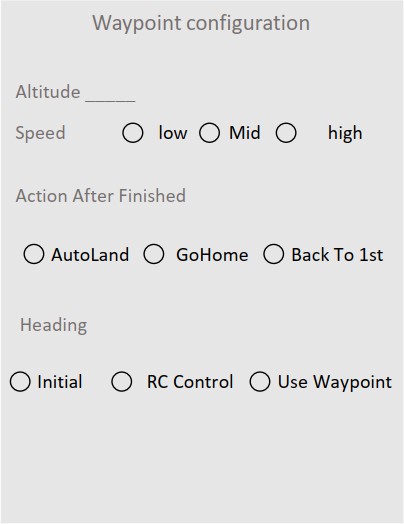 Waypoint configuration
Altitude _____
Speed low Mid high
Action After Finished
AutoLand GoHome Back To 1st
Heading
Initial RC Control Use Waypoint